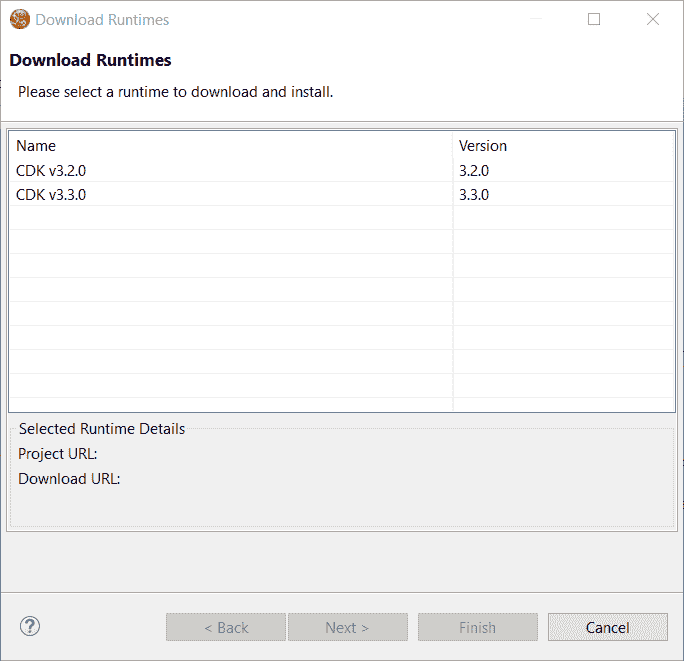 Download Runtimes
Download Runtimes
Please select a runtime to download and install.
Name Version
CDK v3.2.0 3.2.0
CDK v3.3.0 3.3.0
Selected Runtime Details
Project URL:
Download URL:
? < Back Next > Finish Cancel